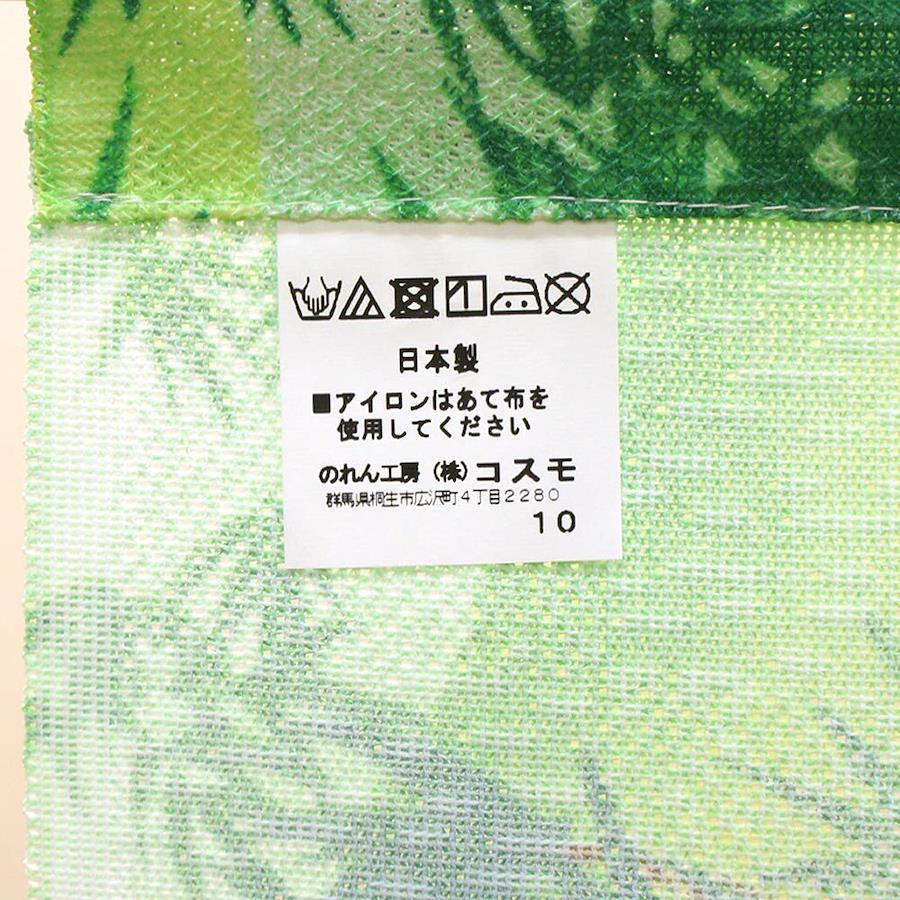 日本製
■アイロンはあて布を
使用してください
のれん工房 (株)コスモ
群馬県桐生市広沢町4丁目2280
10